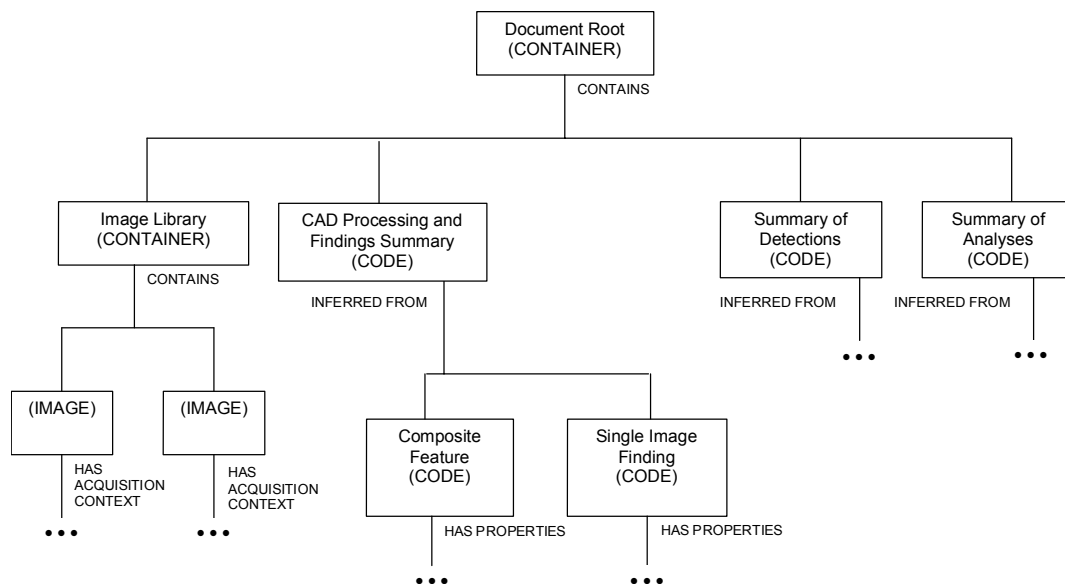 Document Root
(CONTAINER)
CONTAINS
Image Library
(CONTAINER)
CONTAINS
CAD Processing and
Findings Summary
(CODE)
INFERRED FROM
Summary of
Detections
(CODE)
INFERRED FROM
Summary of
Analyses
(CODE)
INFERRED FROM
(IMAGE)
HAS
ACQUISITION
CONTEXT
(IMAGE)
HAS
ACQUISITION
CONTEXT
Composite
Feature
(CODE)
HAS PROPERTIES
Single Image
Finding
(CODE)
HAS PROPERTIES